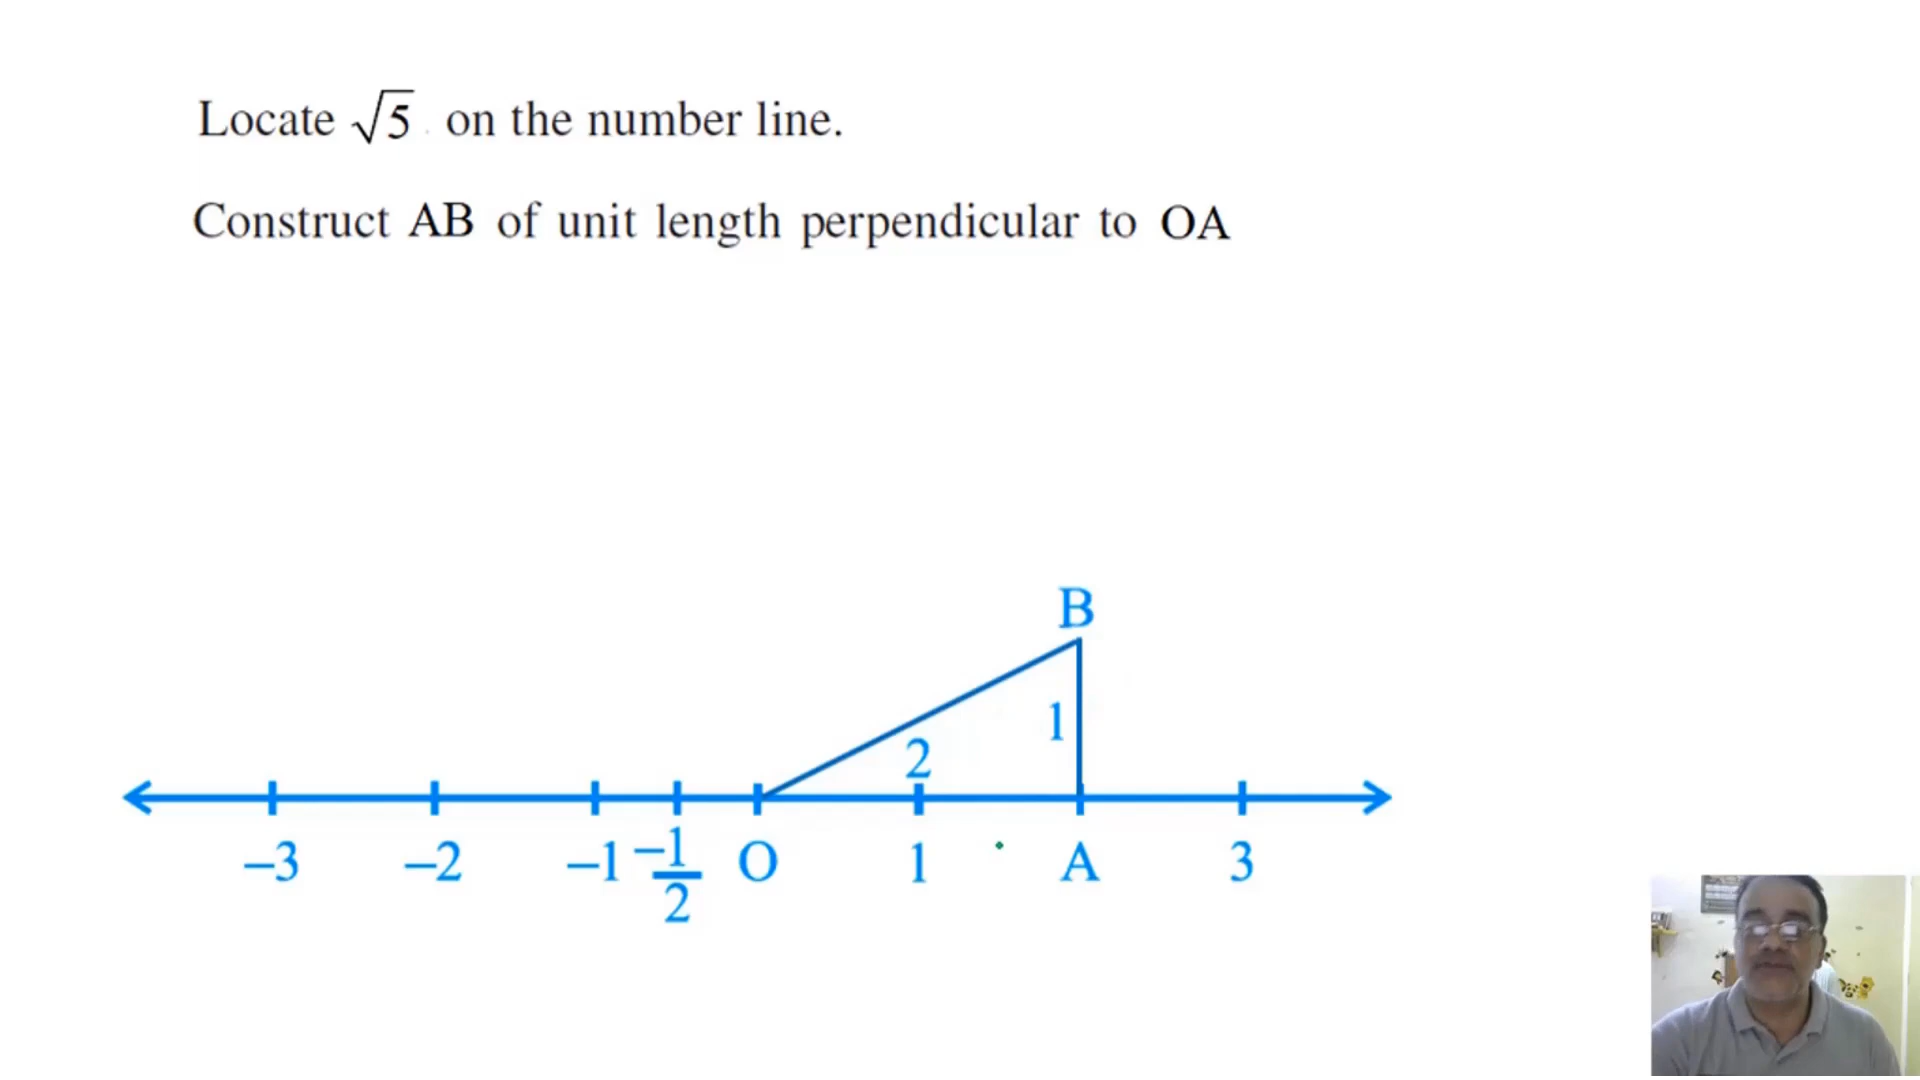 Locate √5 on the number line.
Construct AB of unit length perpendicular to OA
B
1
2
–3 –2 –1 –1/2 O 1 A 3